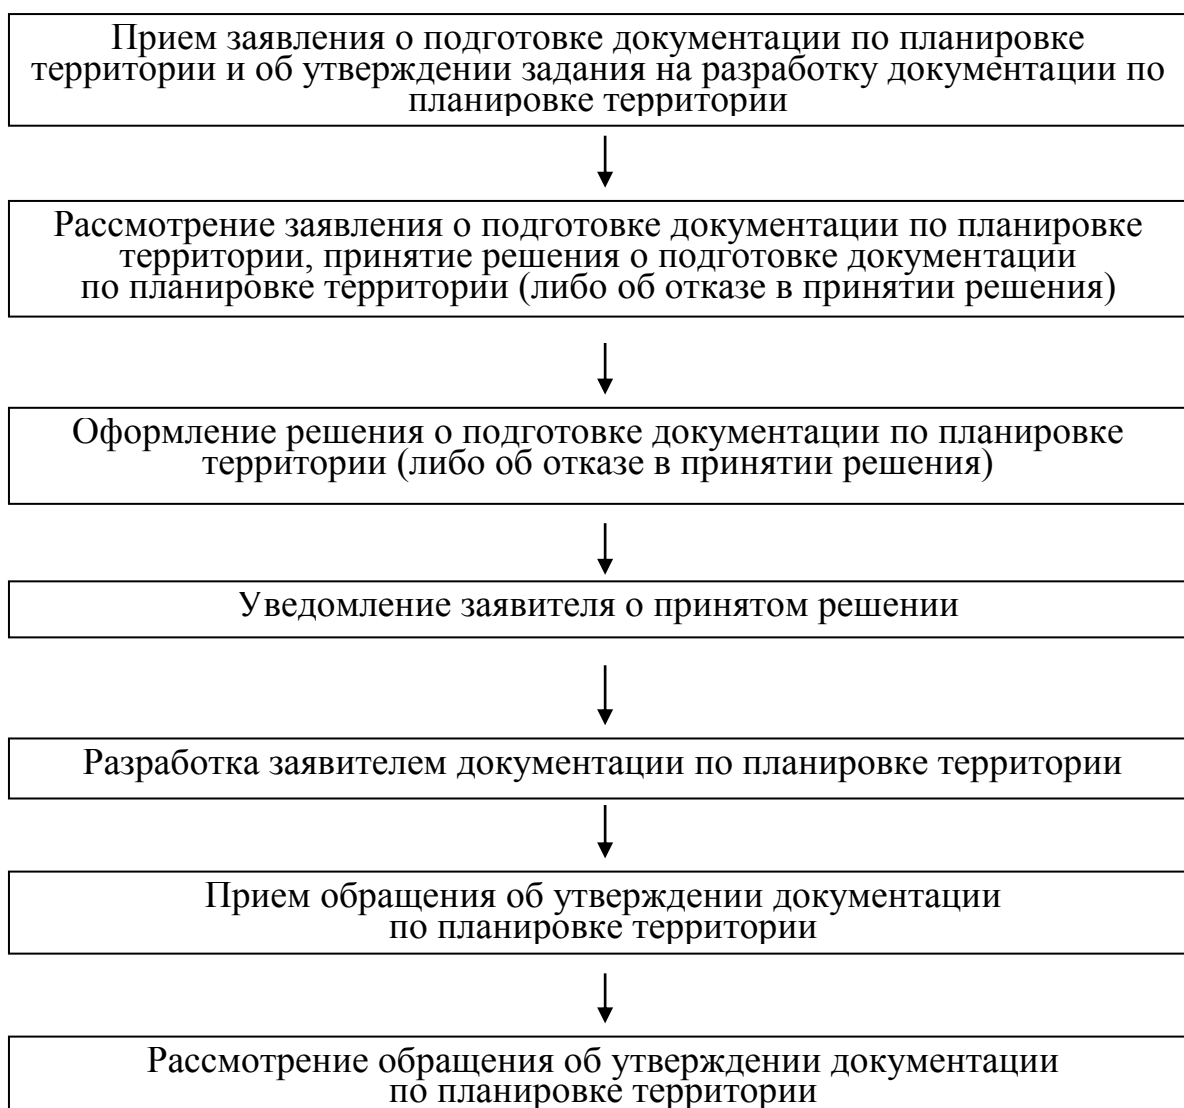 Прием заявления о подготовке документации по планировке
территории и об утверждении задания на разработку документации по
планировке территории
Рассмотрение заявления о подготовке документации по планировке
территории, принятие решения о подготовке документации
по планировке территории (либо об отказе в принятии решения)
Оформление решения о подготовке документации по планировке
территории (либо об отказе в принятии решения)
Уведомление заявителя о принятом решении
Разработка заявителем документации по планировке территории
Прием обращения об утверждении документации
по планировке территории
Рассмотрение обращения об утверждении документации
по планировке территории